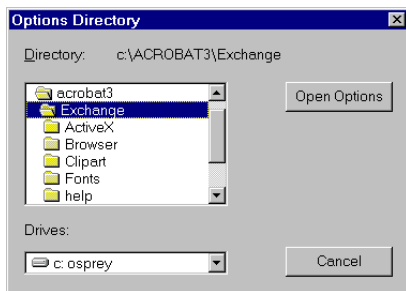 Options Directory
Directory: c:\ACROBAT3\Exchange
acrobat3
Exchange
ActiveX
Browser
Clipart
Fonts
help
Open Options
Drives:
c: osprey
Cancel